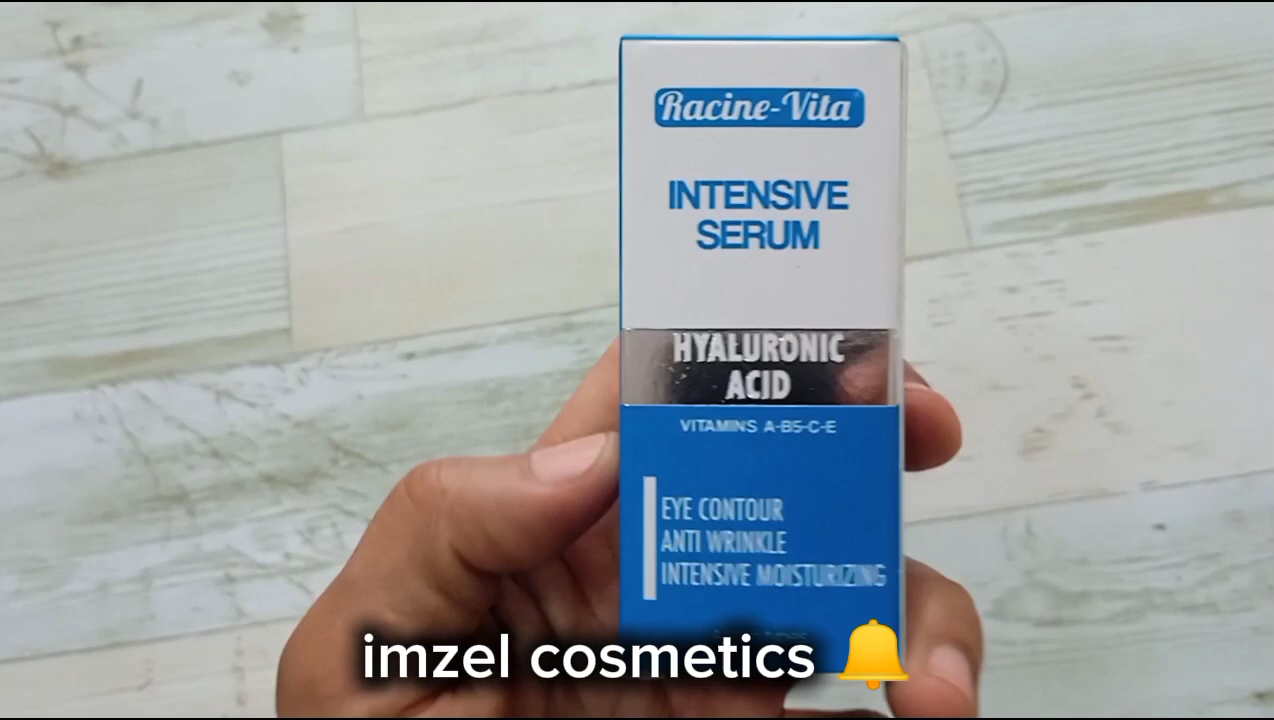 Racine-Vita
INTENSIVE
SERUM
HYALURONIC
ACID
VITAMINS A-B5-C-E
EYE CONTOUR
ANTI WRINKLE
INTENSIVE MOISTURIZING
imzel cosmetics 🔔